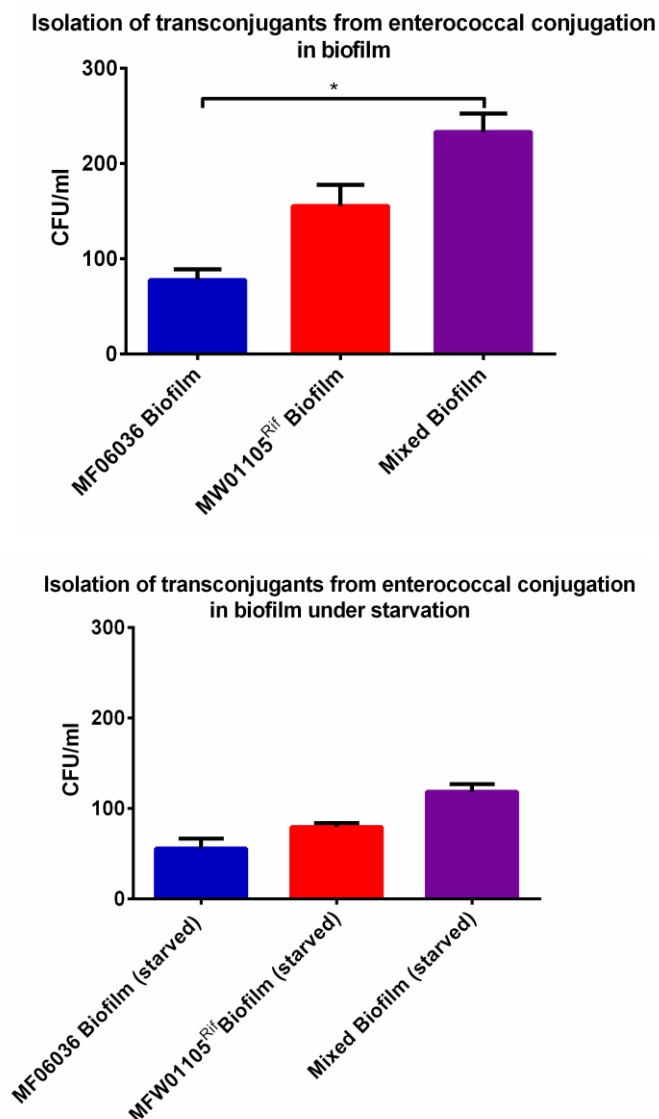 Isolation of transconjugants from enterococcal conjugation
in biofilm
300
200
100
0
CFU/ml
*
MF06036 Biofilm
MW01105Rif Biofilm
Mixed Biofilm
Isolation of transconjugants from enterococcal conjugation
in biofilm under starvation
300
200
100
0
CFU/ml
MF06036 Biofilm (starved)
MFW01105Rif Biofilm (starved)
Mixed Biofilm (starved)